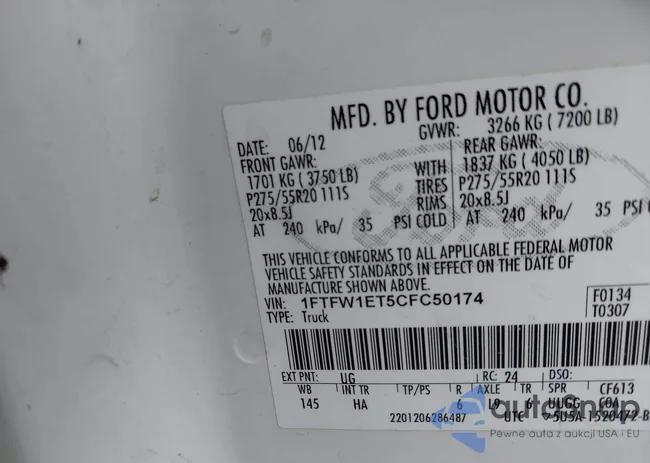 MFD. BY FORD MOTOR CO.
DATE: 06/12 GVWR: 3266 KG ( 7200 LB)
FRONT GAWR: REAR GAWR:
1701 KG ( 3750 LB) WITH 1837 KG ( 4050 LB)
P275/55R20 111S TIRES P275/55R20 111S
20x8.5J RIMS 20x8.5J
AT 240 kPa/ 35 PSI COLD AT 240 kPa/ 35 PSI
THIS VEHICLE CONFORMS TO ALL APPLICABLE FEDERAL MOTOR
VEHICLE SAFETY STANDARDS IN EFFECT ON THE DATE OF
MANUFACTURE SHOWN ABOVE.
VIN: 1FTFW1ET5CFC50174 F0134
TYPE: Truck T0307
EXT PNT: UG RC: 24 DSO:
WB INT TR TP/PS R AXLE TR SPR CF613
145 HA 6 L9 6 UUGG
2201206286487 UTC
autoSnap
Pewne auta z aukcji USA i EU